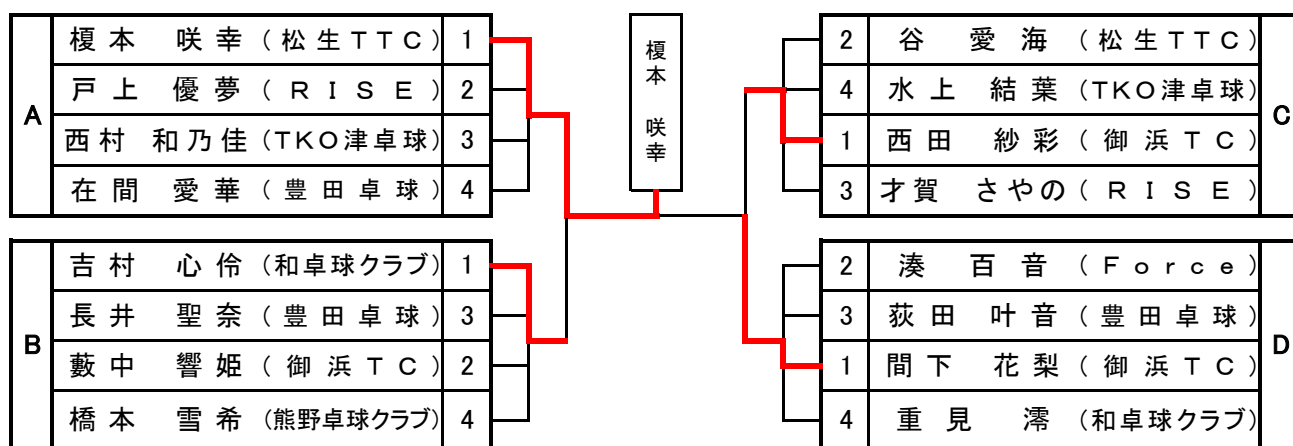 A
榎本 咲幸 (松生TTC) 1
戸上 優夢 (RISE) 2
西村 和乃佳 (TKO津卓球) 3
在間 愛華 (豊田卓球) 4
B
吉村 心伶 (和卓球クラブ) 1
長井 聖奈 (豊田卓球) 3
藪中 響姫 (御浜TC) 2
橋本 雪希 (熊野卓球クラブ) 4
榎本 咲幸
2 谷 愛海 (松生TTC)
4 水上 結葉 (TKO津卓球)
1 西田 紗彩 (御浜TC)
3 才賀 さやの (RISE)
C
2 湊 百音 (Force)
3 荻田 叶音 (豊田卓球)
1 間下 花梨 (御浜TC)
4 重見 澪 (和卓球クラブ)
D